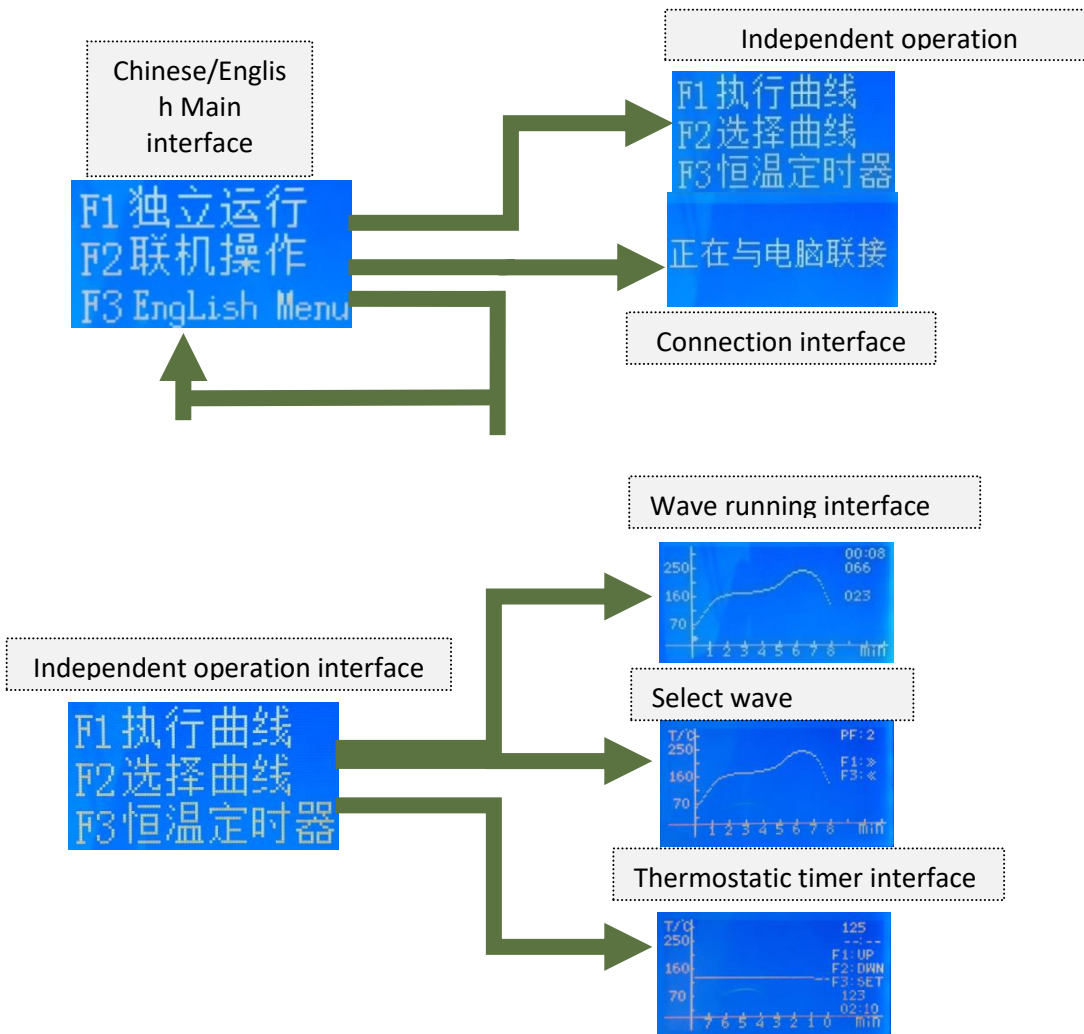 Chinese/Englis
h Main
interface
F1 独立运行
F2 联机操作
F3 EngLish Menu
Independent operation
F1 执行曲线
F2 选择曲线
F3 恒温定时器
正在与电脑联接
Connection interface
Wave running interface
00:08
250 066
160 023
70
1 2 3 4 5 6 7 8 min
Independent operation interface
F1 执行曲线
F2 选择曲线
F3 恒温定时器
Select wave
T/C PF:2
250
F1:»
160 F3:«
70
1 2 3 4 5 6 7 8 min
Thermostatic timer interface
T/C 125
250 --:--
F1:UP
160 F2:DWN
F3:SET
70 123
02:10
7 6 5 4 3 2 1 0 min